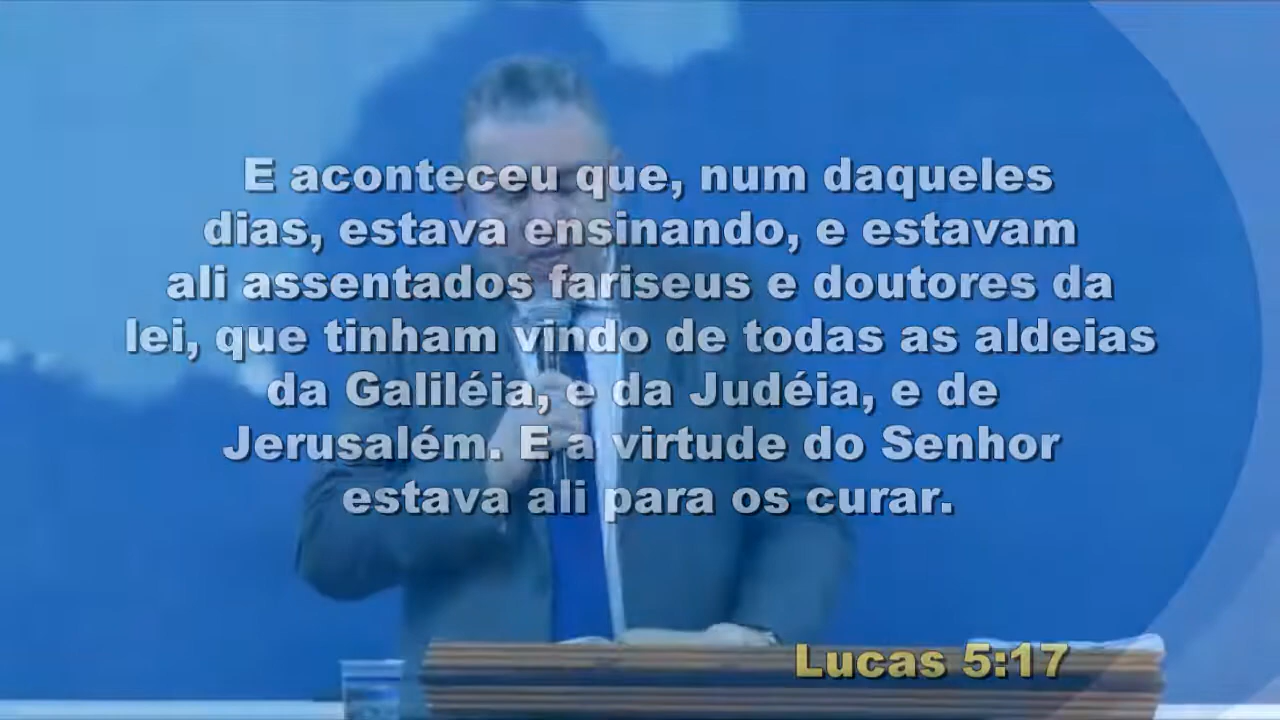 E aconteceu que, num daqueles
dias, estava ensinando, e estavam
ali assentados fariseus e doutores da
lei, que tinham vindo de todas as aldeias
da Galiléia, e da Judéia, e de
Jerusalém. E a virtude do Senhor
estava ali para os curar.
Lucas 5:17